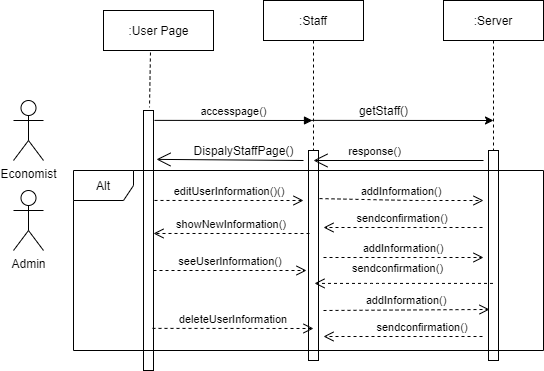 :User Page
:Staff
:Server
accesspage()
getStaff()
DispalyStaffPage()
response()
Economist
Alt
editUserInformation()()
addInformation()
sendconfirmation()
showNewInformation()
addInformation()
Admin
seeUserInformation()
sendconfirmation()
addInformation()
deleteUserInformation
sendconfirmation()